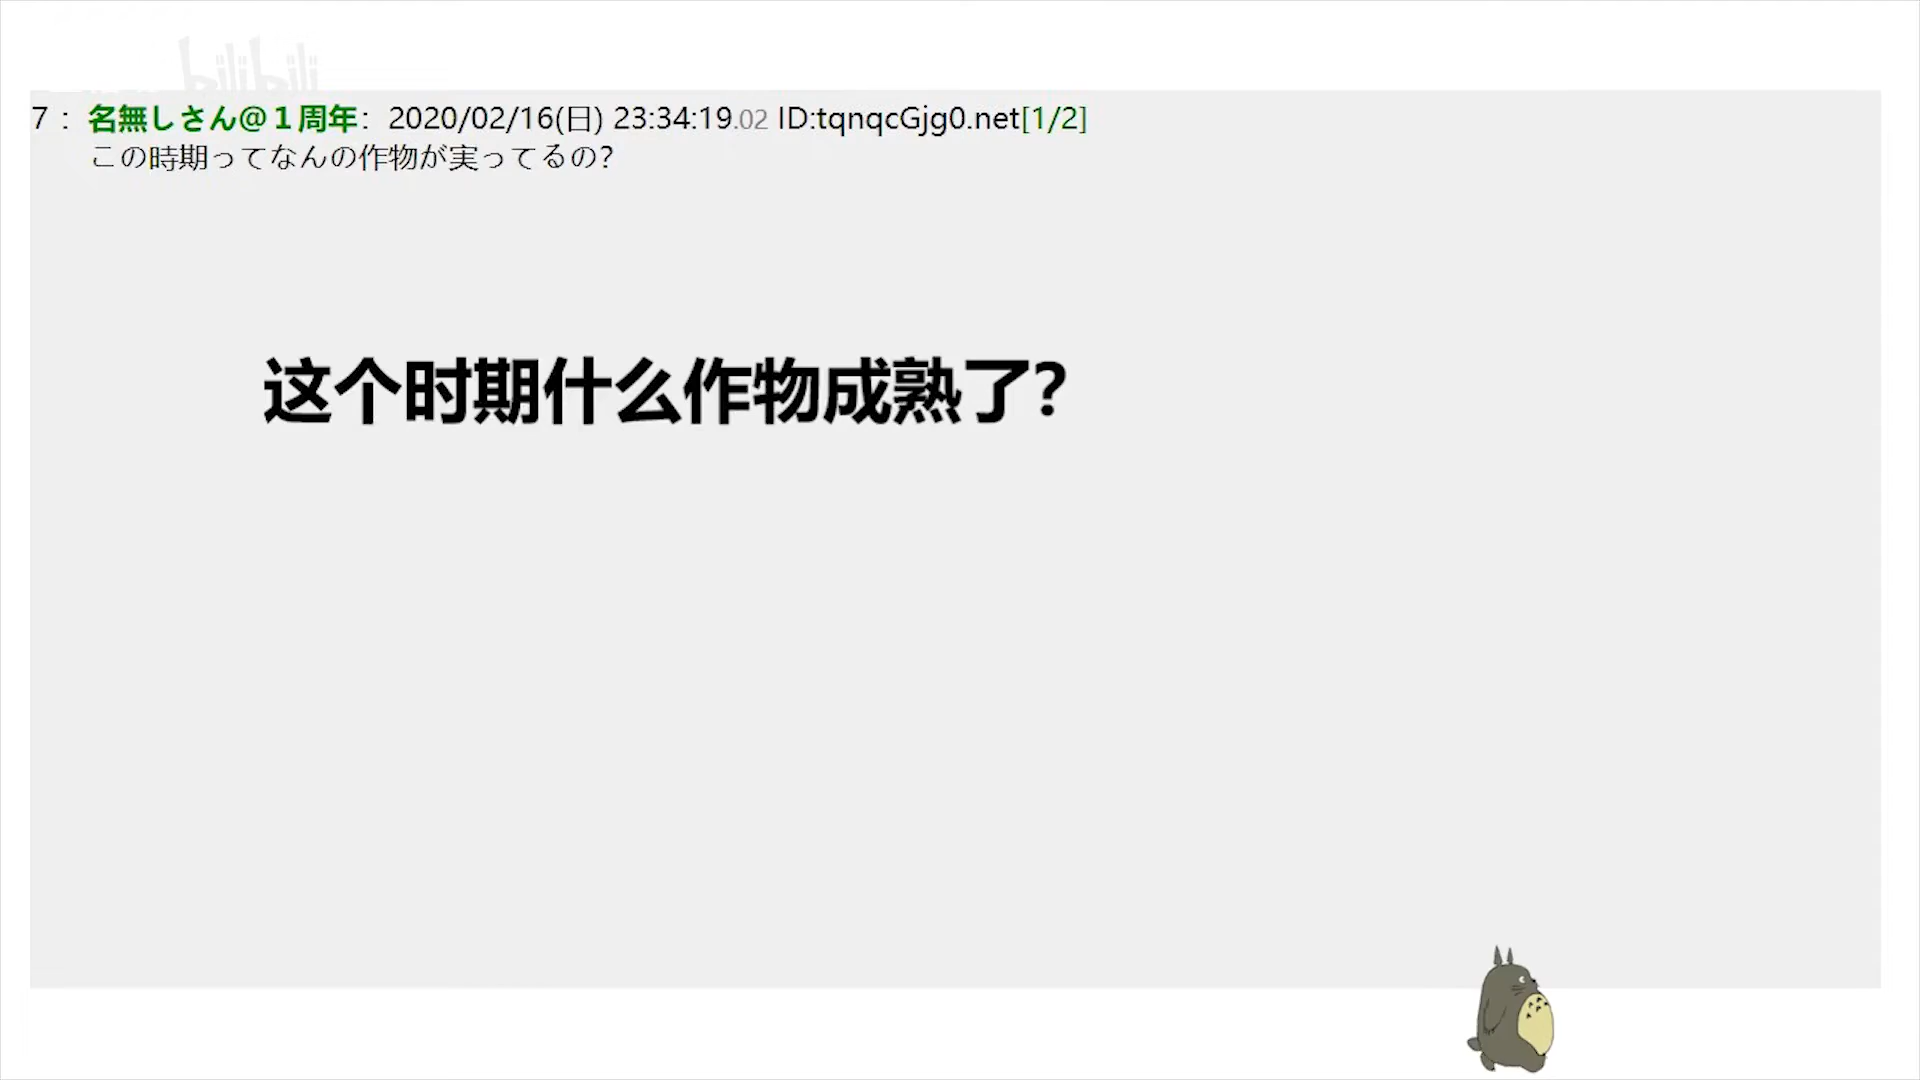 bilibili
7 : 名無しさん@１周年: 2020/02/16(日) 23:34:19.02 ID:tqnqcGjg0.net[1/2]
この時期ってなんの作物が実ってるの?
这个时期什么作物成熟了?